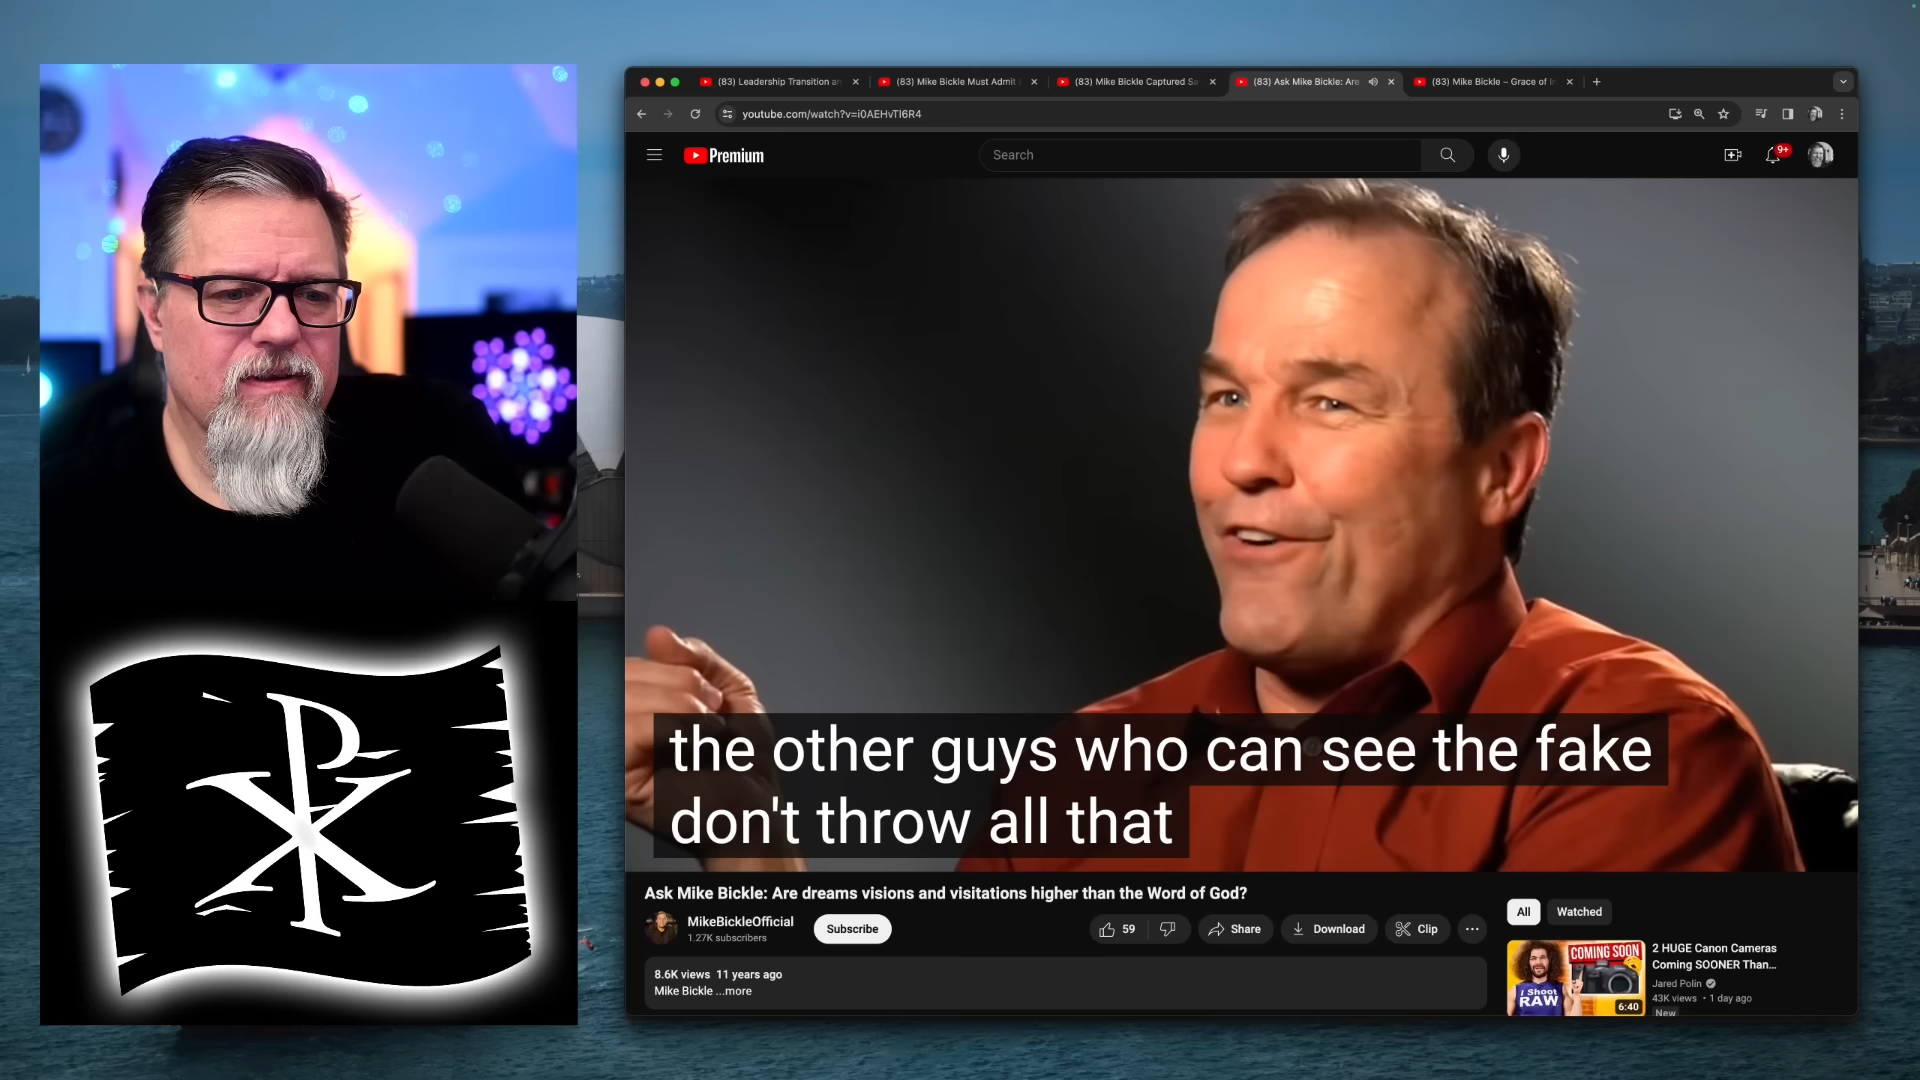 (83) Leadership Transition an
(83) Mike Bickle Must Admit
(83) Mike Bickle Captured Sa
(83) Ask Mike Bickle: Are
(83) Mike Bickle – Grace of in
youtube.com/watch?v=i0AEHvTl6R4
Premium
Search
9+
the other guys who can see the fake
don't throw all that
Ask Mike Bickle: Are dreams visions and visitations higher than the Word of God?
MikeBickleOfficial
1.27K subscribers
Subscribe
59
Share
Download
Clip
8.6K views 11 years ago
Mike Bickle ...more
All
Watched
COMING SOON
I Shoot
RAW
6:40
2 HUGE Canon Cameras
Coming SOONER Than...
Jared Polin
43K views • 1 day ago
New